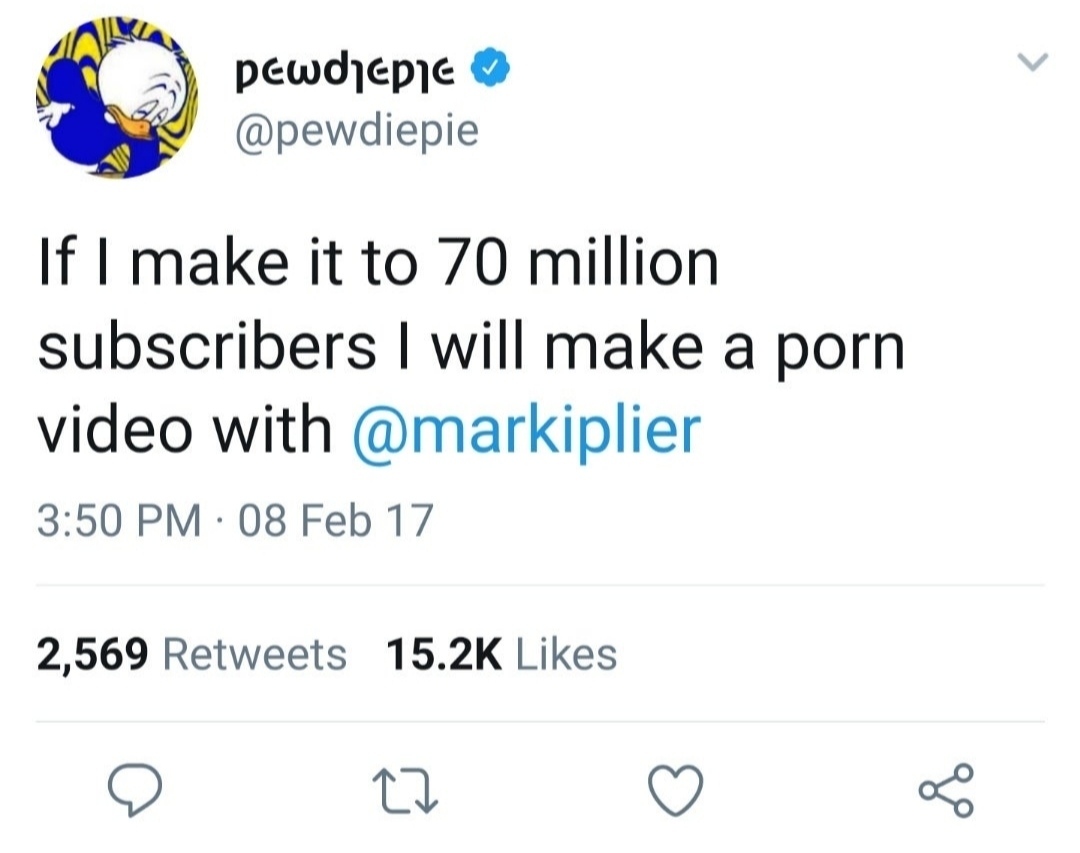 pєwdıєpıє
@pewdiepie
If I make it to 70 million
subscribers I will make a porn
video with @markiplier
3:50 PM · 08 Feb 17
2,569 Retweets 15.2K Likes